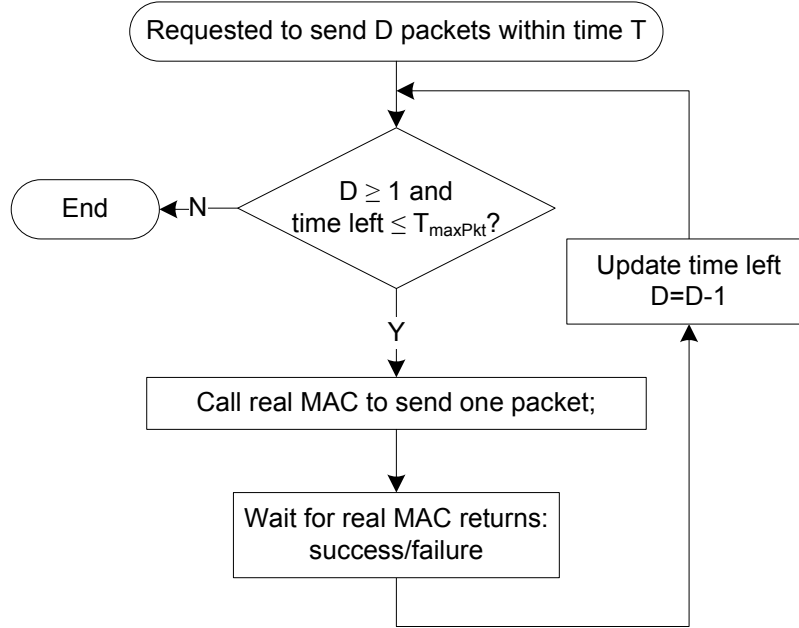 Requested to send D packets within time T
D ≥ 1 and
time left ≤ TmaxPkt?
N
End
Y
Call real MAC to send one packet;
Wait for real MAC returns:
success/failure
Update time left
D=D-1